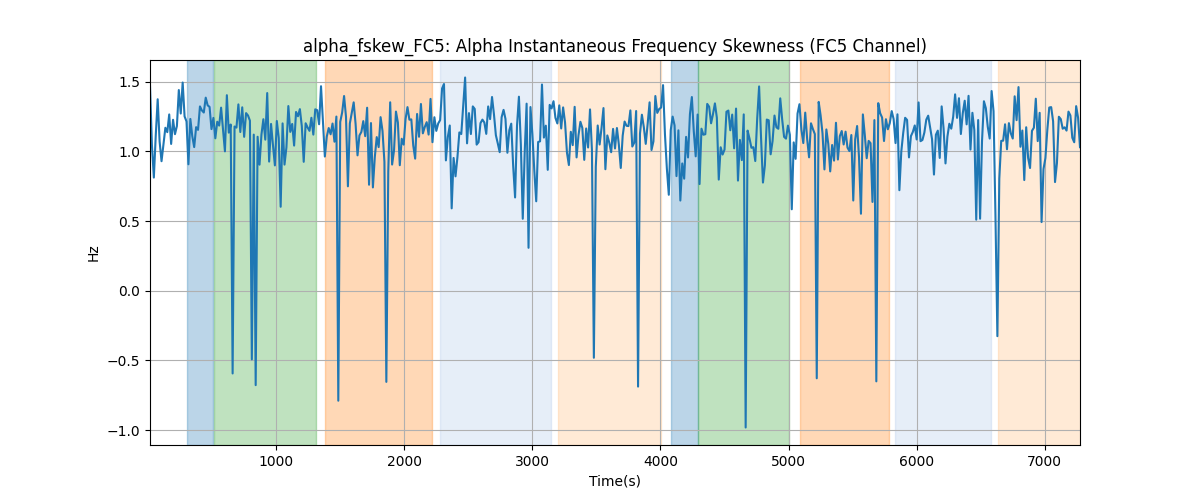 alpha_fskew_FC5: Alpha Instantaneous Frequency Skewness (FC5 Channel)
1.5
1.0
0.5
0.0
−0.5
−1.0
Hz
1000 2000 3000 4000 5000 6000 7000
Time(s)